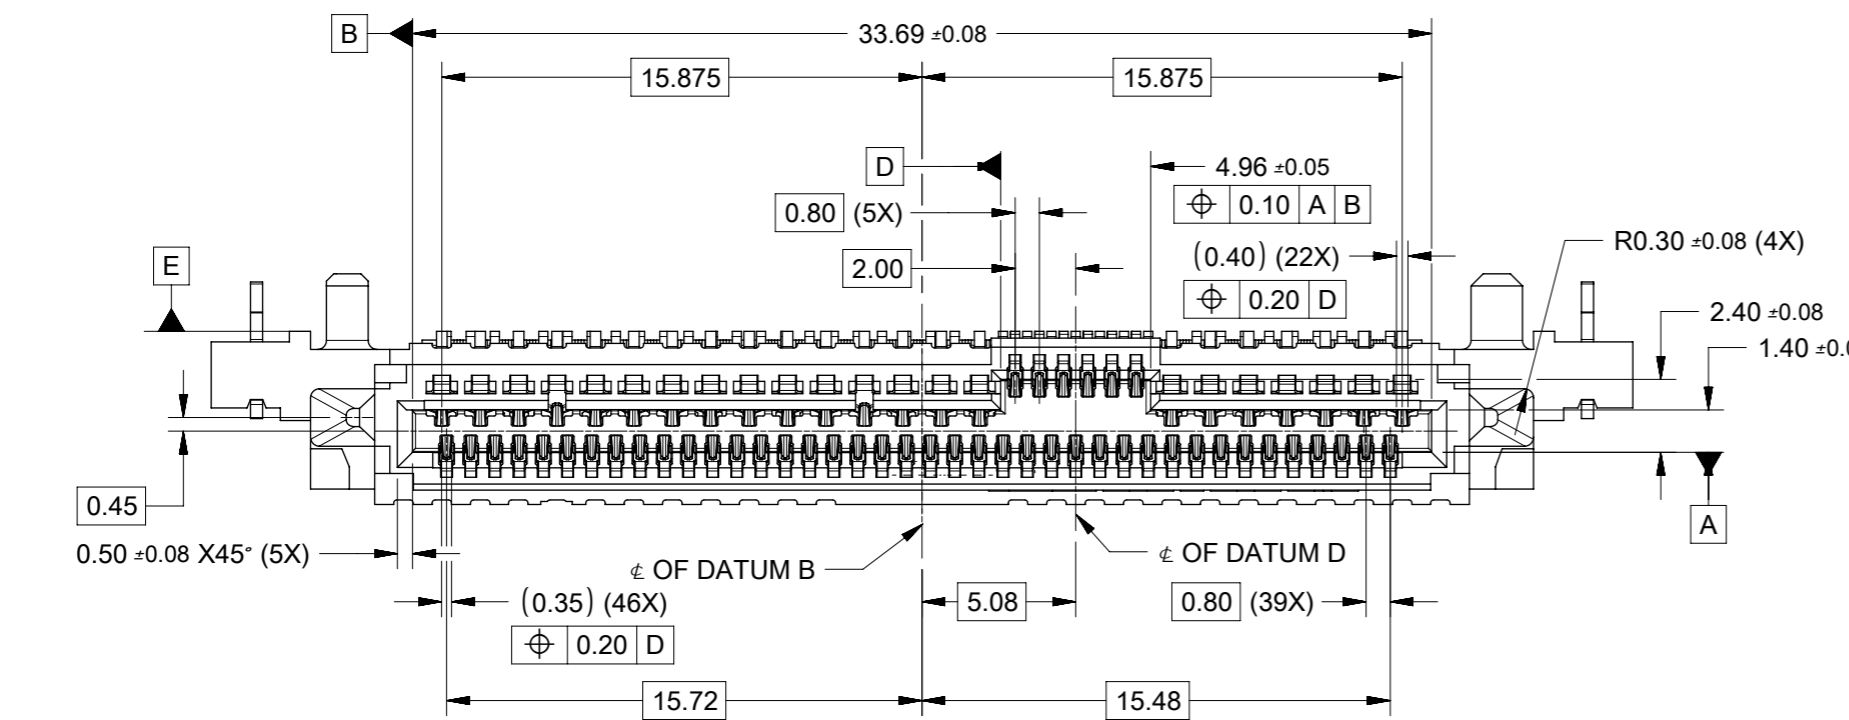 B
33.69 ±0.08
15.875
15.875
D
4.96 ±0.05
0.10 A B
0.80 (5X)
R0.30 ±0.08 (4X)
(0.40) (22X)
E
2.00
0.20 D
2.40 ±0.08
1.40
0.45
A
0.50 ±0.08 X45° (5X)
℄ OF DATUM B
℄ OF DATUM D
(0.35) (46X)
5.08
0.80 (39X)
0.20 D
15.72
15.48